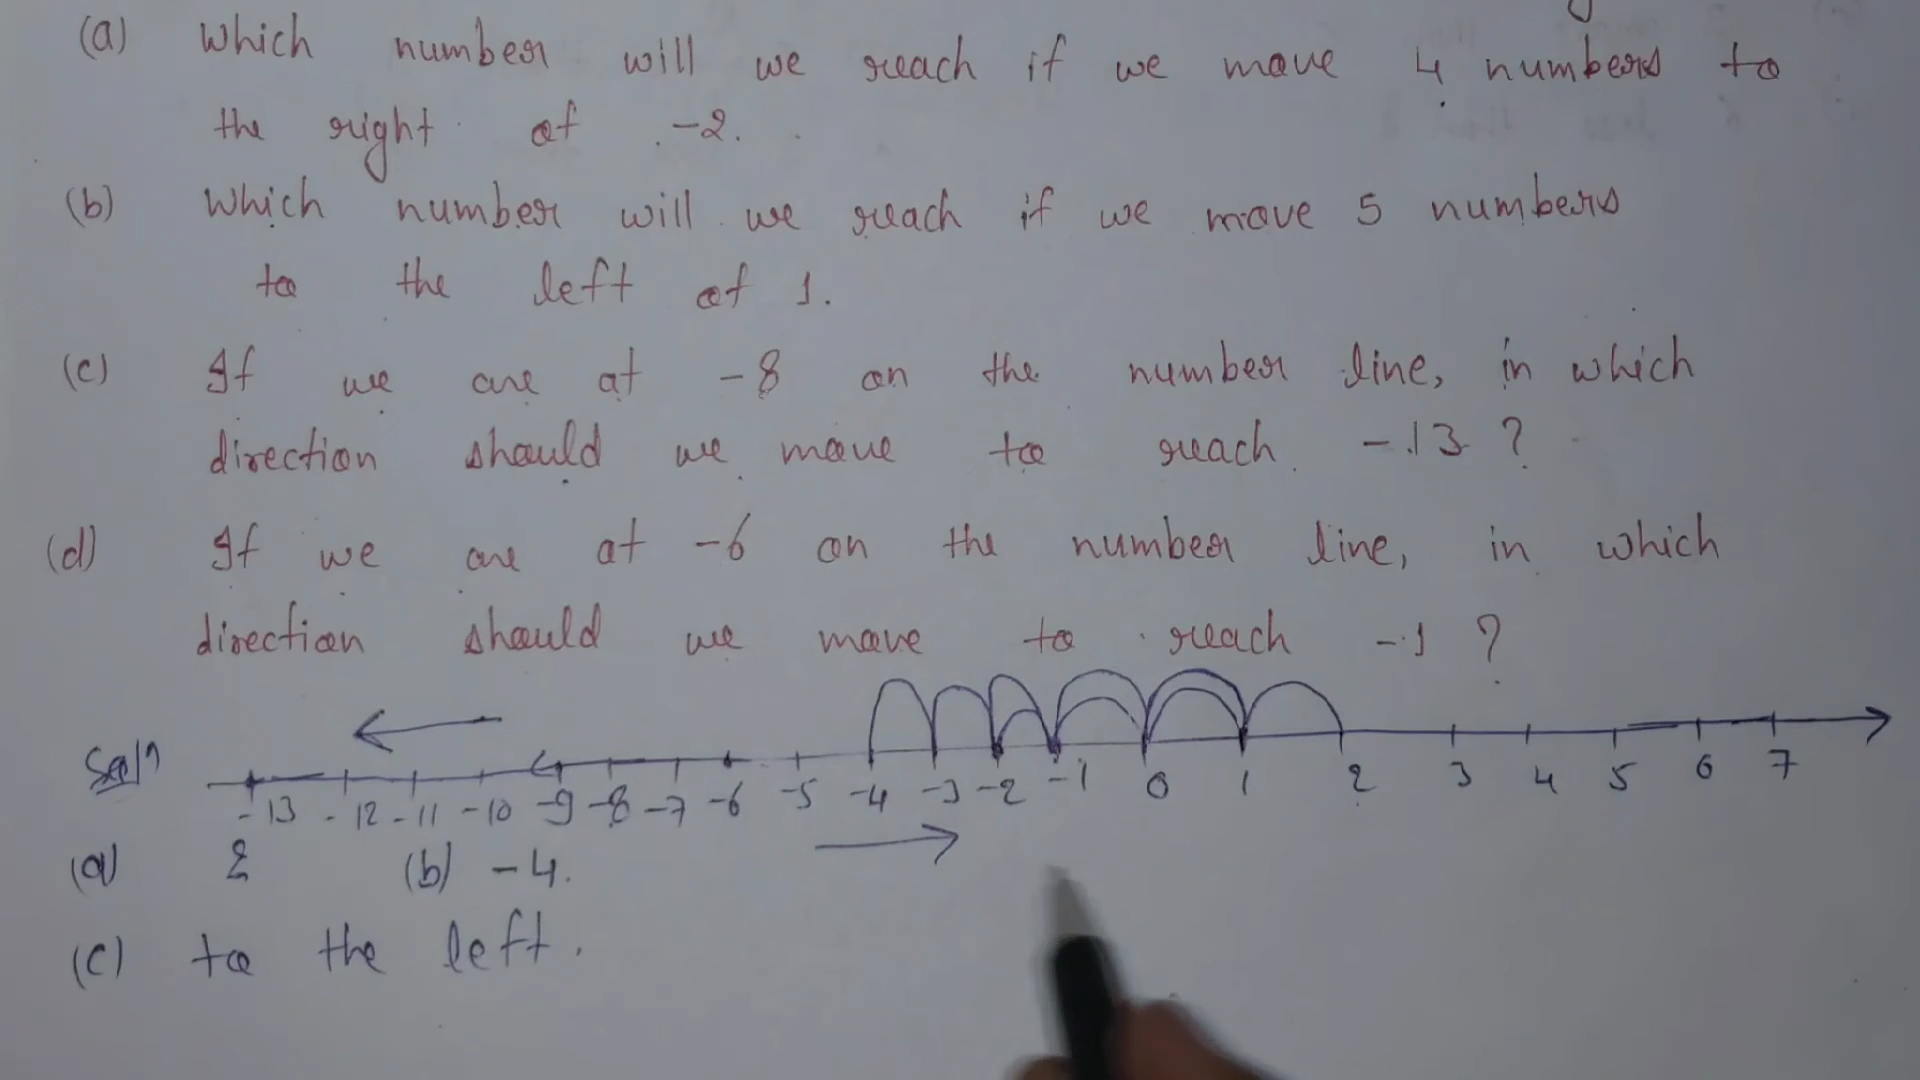 (a) Which number will we reach if we move 4 numbers to
the right of -2.
(b) Which number will we reach if we move 5 numbers
to the left of 1.
(c) If we are at -8 on the number line, in which
direction should we move to reach -13 ?
(d) If we are at -6 on the number line, in which
direction should we move to reach -1 ?
Sol?
-13 -12 -11 -10 -9 -8 -7 -6 -5 -4 -3 -2 -1 0 1 2 3 4 5 6 7
(a) 2 (b) -4.
(c) to the left.